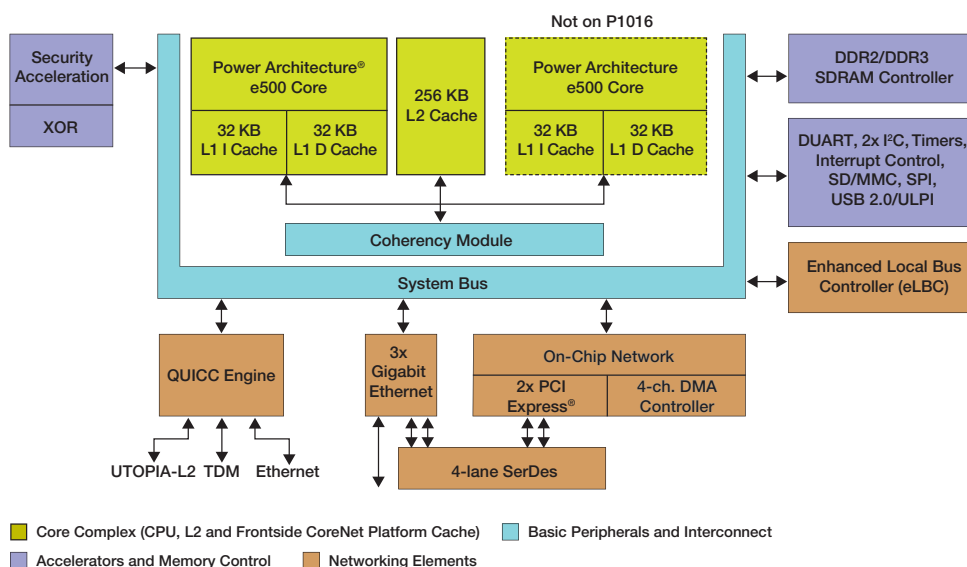 Not on P1016
Security
Acceleration
XOR
Power Architecture®
e500 Core
32 KB
L1 I Cache
32 KB
L1 D Cache
256 KB
L2 Cache
Power Architecture
e500 Core
32 KB
L1 I Cache
32 KB
L1 D Cache
Coherency Module
System Bus
DDR2/DDR3
SDRAM Controller
DUART, 2x I²C, Timers,
Interrupt Control,
SD/MMC, SPI,
USB 2.0/ULPI
Enhanced Local Bus
Controller (eLBC)
QUICC Engine
UTOPIA-L2
TDM
Ethernet
3x
Gigabit
Ethernet
On-Chip Network
2x PCI
Express®
4-ch. DMA
Controller
4-lane SerDes
Core Complex (CPU, L2 and Frontside CoreNet Platform Cache)
Basic Peripherals and Interconnect
Accelerators and Memory Control
Networking Elements